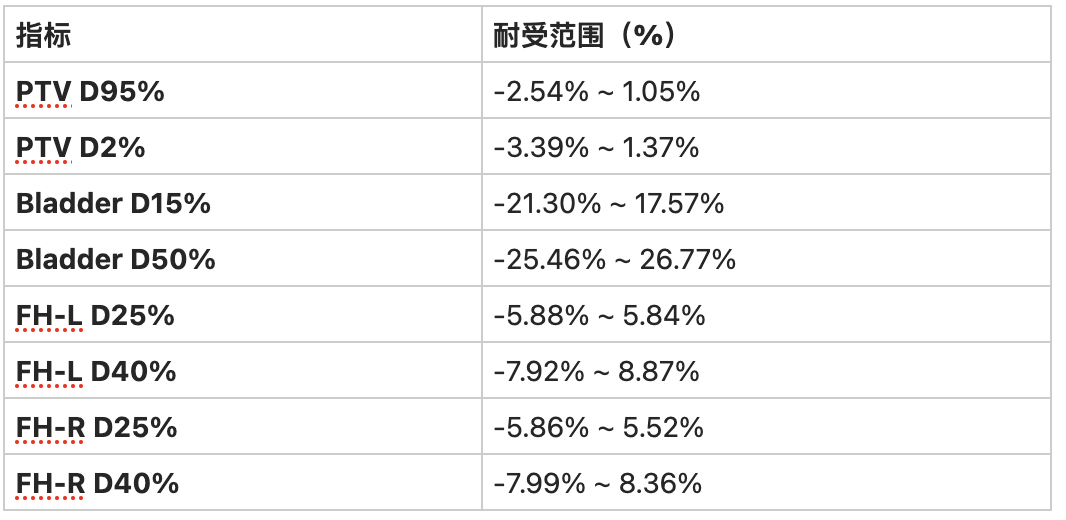 指标 耐受范围（%）
PTV D95% -2.54% ~ 1.05%
PTV D2% -3.39% ~ 1.37%
Bladder D15% -21.30% ~ 17.57%
Bladder D50% -25.46% ~ 26.77%
FH-L D25% -5.88% ~ 5.84%
FH-L D40% -7.92% ~ 8.87%
FH-R D25% -5.86% ~ 5.52%
FH-R D40% -7.99% ~ 8.36%